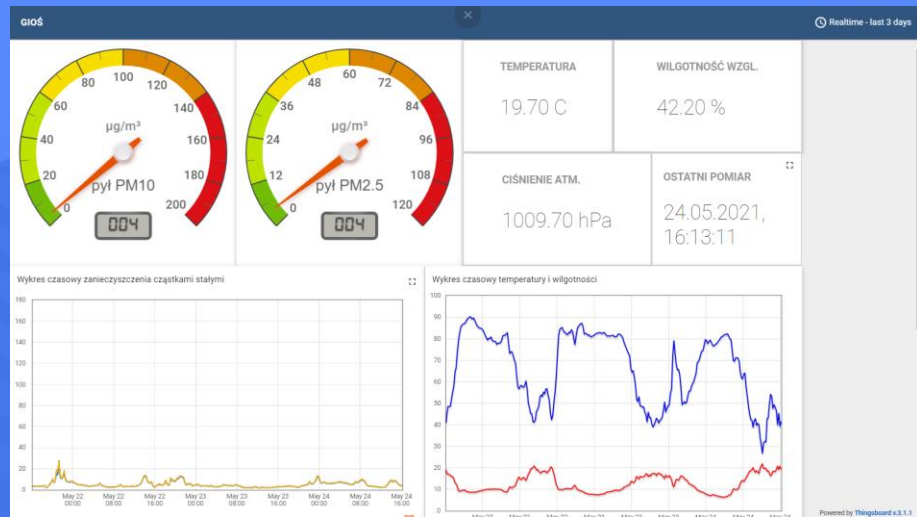 GIOŚ
Realtime - last 3 days
0
20
40
60
80
100
120
140
160
180
200
µg/m³
pył PM10
004
0
12
24
36
48
60
72
84
96
108
120
µg/m³
pył PM2.5
004
TEMPERATURA
19.70 C
WILGOTNOŚĆ WZGL.
42.20 %
CIŚNIENIE ATM.
1009.70 hPa
OSTATNI POMIAR
24.05.2021,
16:13:11
Wykres czasowy zanieczyszczenia cząstkami stałymi
180
160
140
120
100
80
60
40
20
0
May 22 00:00
May 22 08:00
May 22 16:00
May 23 00:00
May 23 08:00
May 23 16:00
May 24 00:00
May 24 08:00
May 24 16:00
Wykres czasowy temperatury i wilgotności
100
90
80
70
60
50
40
30
20
10
0
Powered by Thingsboard v.3.1.1